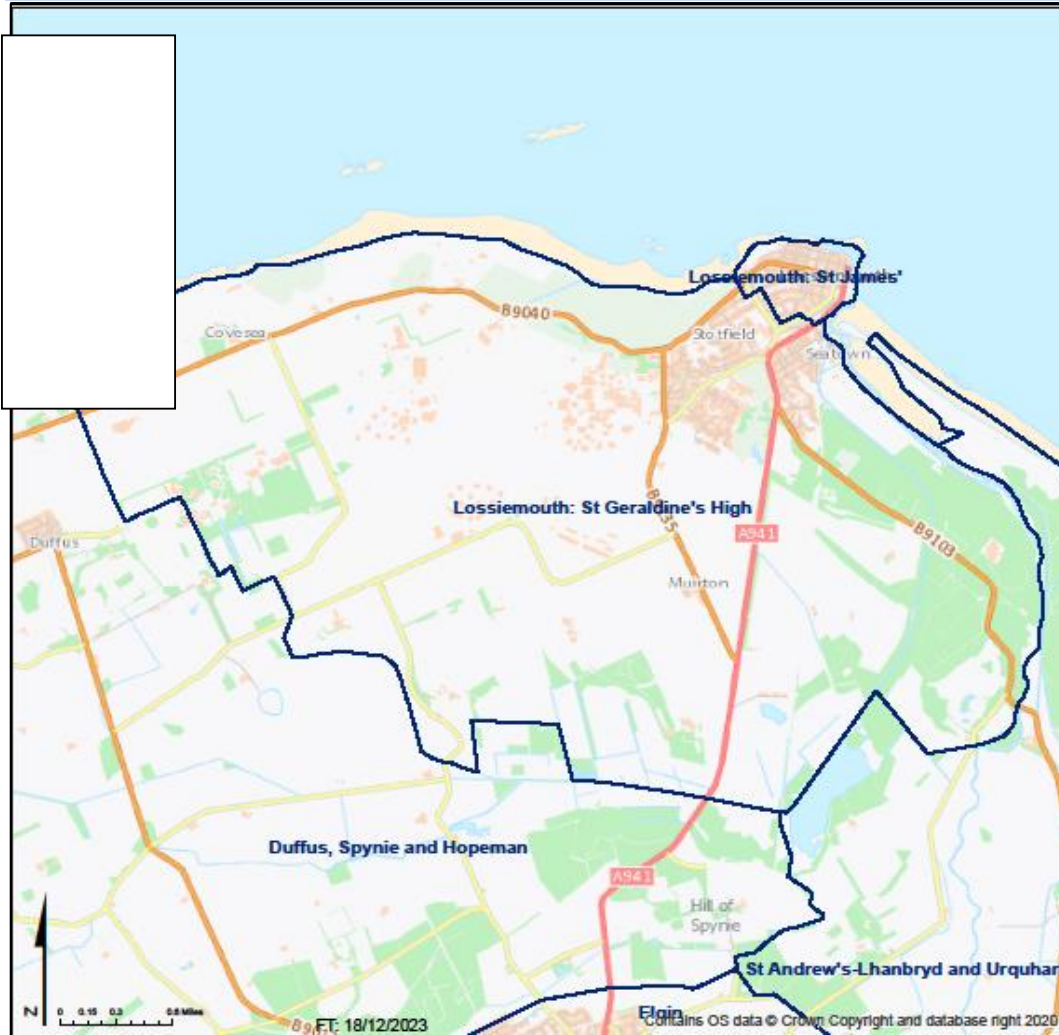 Lossiemouth: St James'
B9040
Covesea
Stotfield
Seatown
Lossiemouth: St Geraldine's High
B9135
A941
B9103
Duffus
Muirton
Duffus, Spynie and Hopeman
A941
Hill of
Spynie
St Andrew's-Lhanbryd and Urquhar
Elgin
N
0 0.15 0.3 0.6 Miles
FT: 18/12/2023
Contains OS data © Crown Copyright and database right 2020